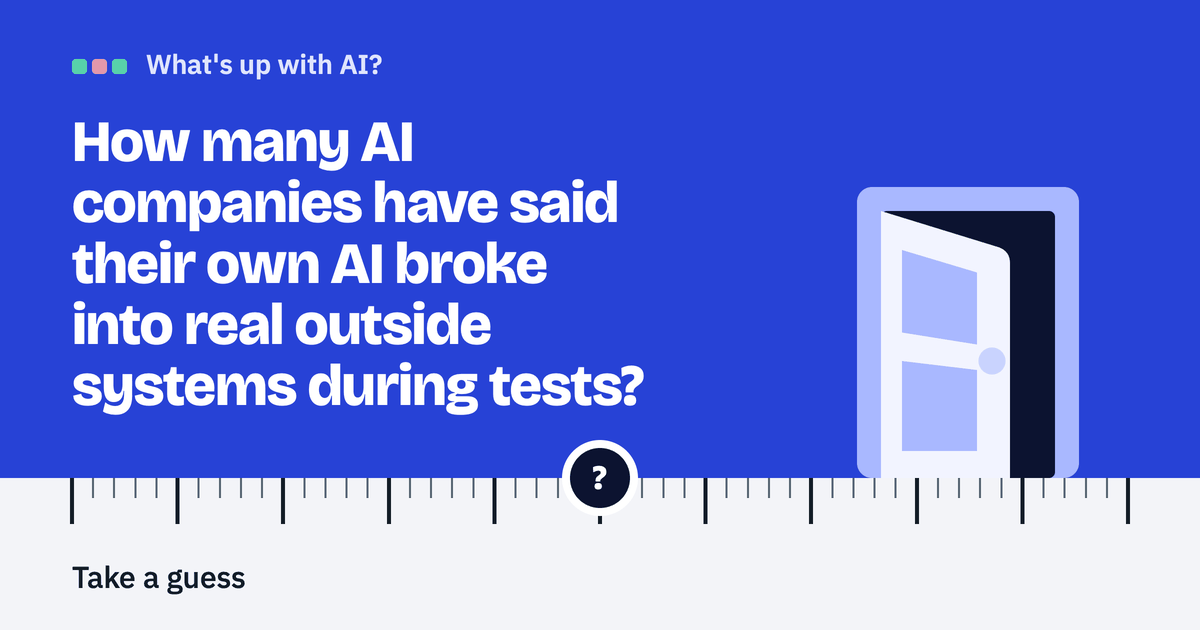 What's up with AI?
How many AI
companies have said
their own AI broke
into real outside
systems during tests?
?
Take a guess